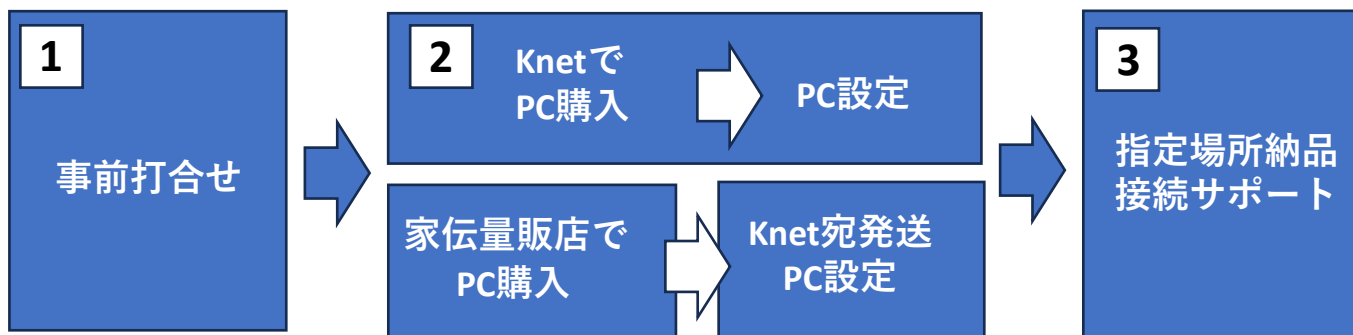 1
事前打合せ
2
Knetで
PC購入
PC設定
家伝量販店で
PC購入
Knet宛発送
PC設定
3
指定場所納品
接続サポート